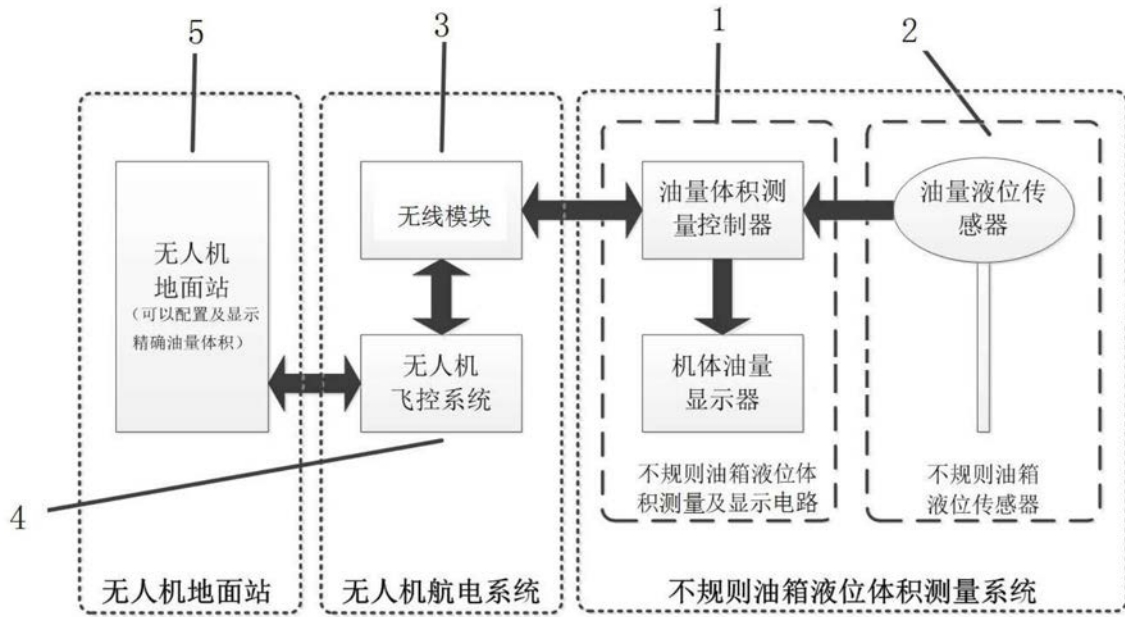 5
3
1
2
无人机
地面站
（可以配置及显示
精确油量体积）
无线模块
无人机
飞控系统
油量体积测
量控制器
机体油量
显示器
油量液位传
感器
不规则油箱液位体
积测量及显示电路
不规则油箱
液位传感器
4
无人机地面站
无人机航电系统
不规则油箱液位体积测量系统